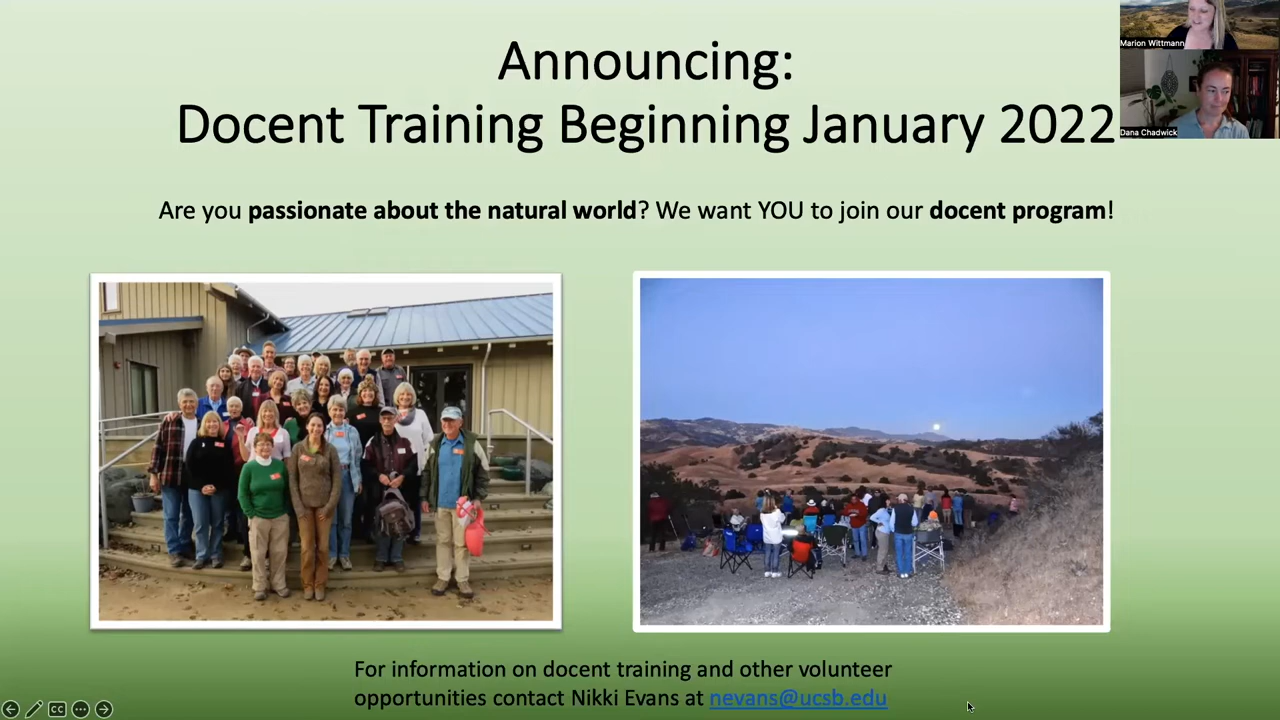 Announcing:
Docent Training Beginning January 2022
Marion Wittmann
Dana Chadwick
Are you passionate about the natural world? We want YOU to join our docent program!
For information on docent training and other volunteer
opportunities contact Nikki Evans at nevans@ucsb.edu
CC